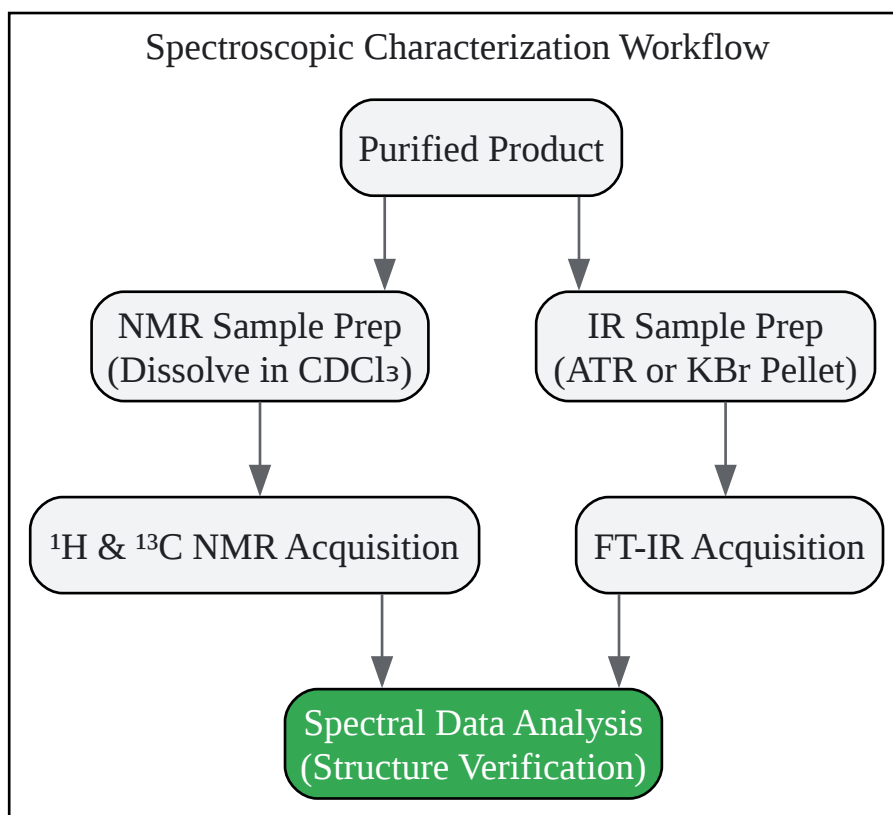 Spectroscopic Characterization Workflow
Purified Product
NMR Sample Prep
(Dissolve in CDCl₃)
IR Sample Prep
(ATR or KBr Pellet)
¹H & ¹³C NMR Acquisition
FT-IR Acquisition
Spectral Data Analysis
(Structure Verification)